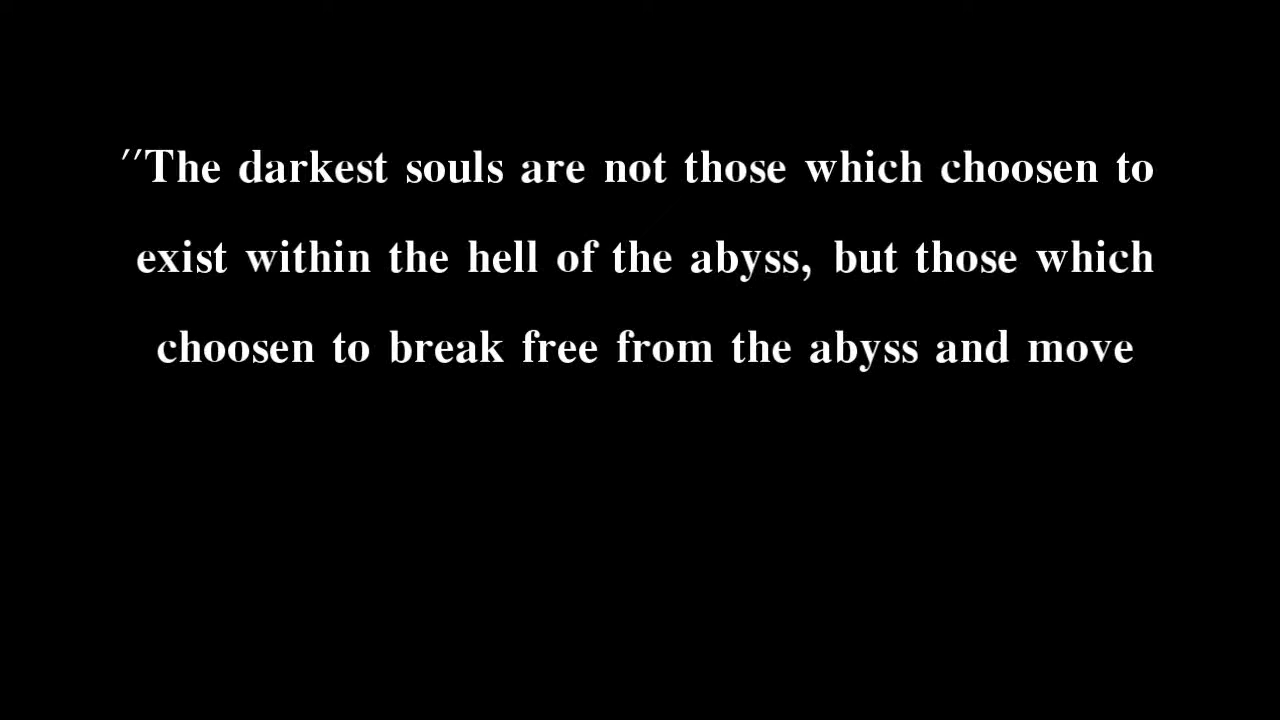 "The darkest souls are not those which choosen to
exist within the hell of the abyss, but those which
choosen to break free from the abyss and move